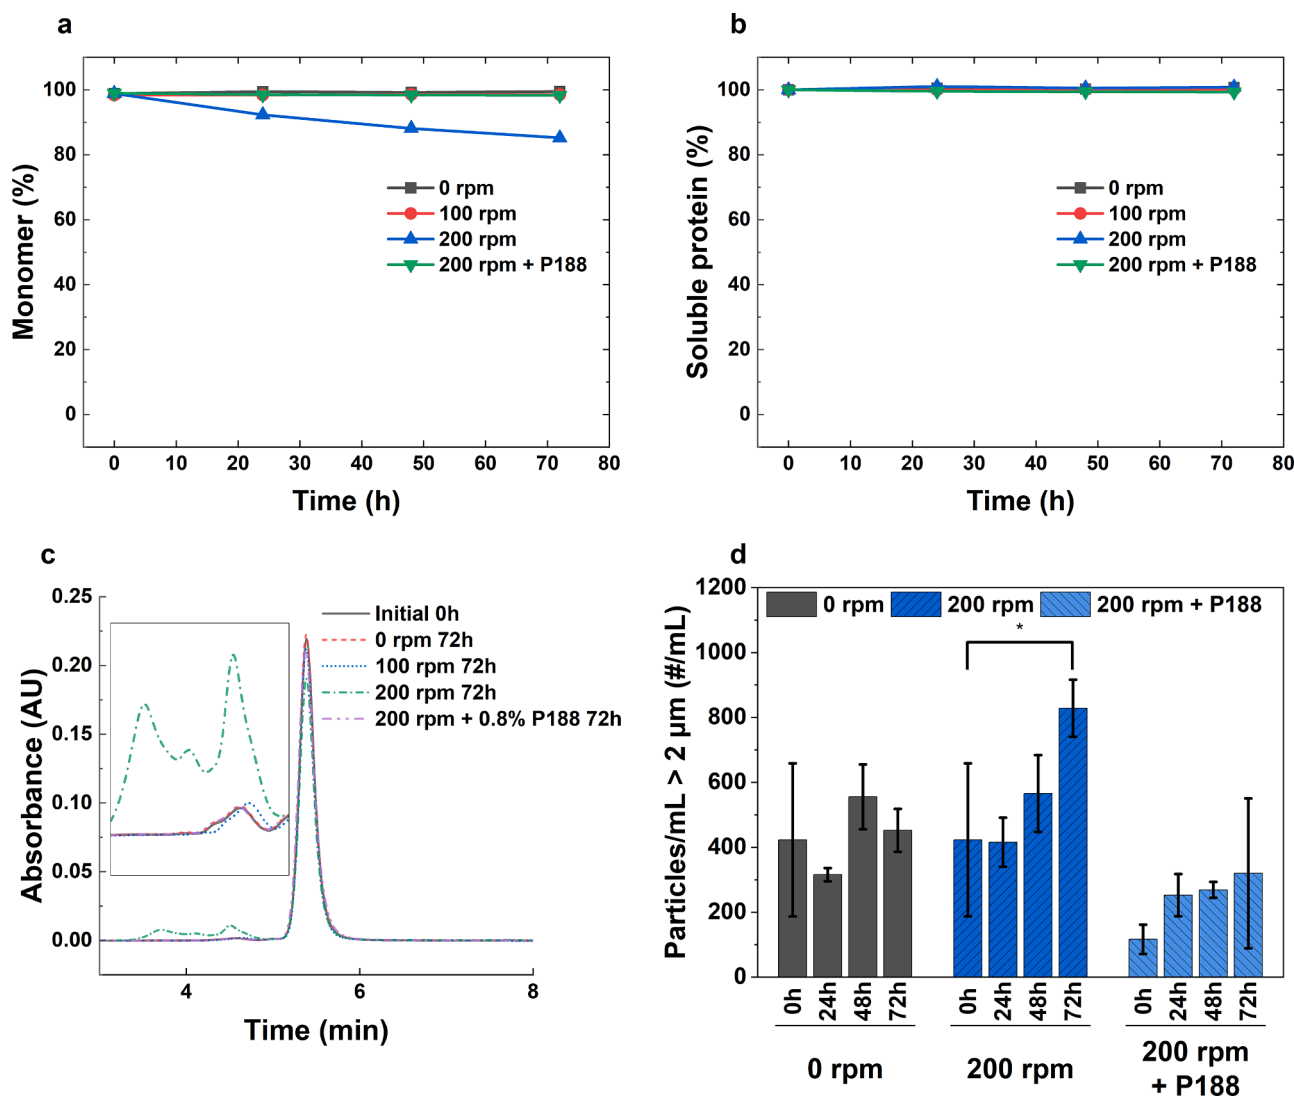 a
Monomer (%)
100
80
60
40
20
0
0 rpm
100 rpm
200 rpm
200 rpm + P188
0 10 20 30 40 50 60 70 80
Time (h)
b
Soluble protein (%)
100
80
60
40
20
0
0 rpm
100 rpm
200 rpm
200 rpm + P188
0 10 20 30 40 50 60 70 80
Time (h)
c
Absorbance (AU)
0.25
0.20
0.15
0.10
0.05
0.00
Initial 0h
0 rpm 72h
100 rpm 72h
200 rpm 72h
200 rpm + 0.8% P188 72h
4 6 8
Time (min)
d
Particles/mL > 2 μm (#/mL)
1200
1000
800
600
400
200
0
0 rpm 200 rpm 200 rpm + P188
*
0h 24h 48h 72h 0h 24h 48h 72h 0h 24h 48h 72h
0 rpm 200 rpm 200 rpm
+ P188